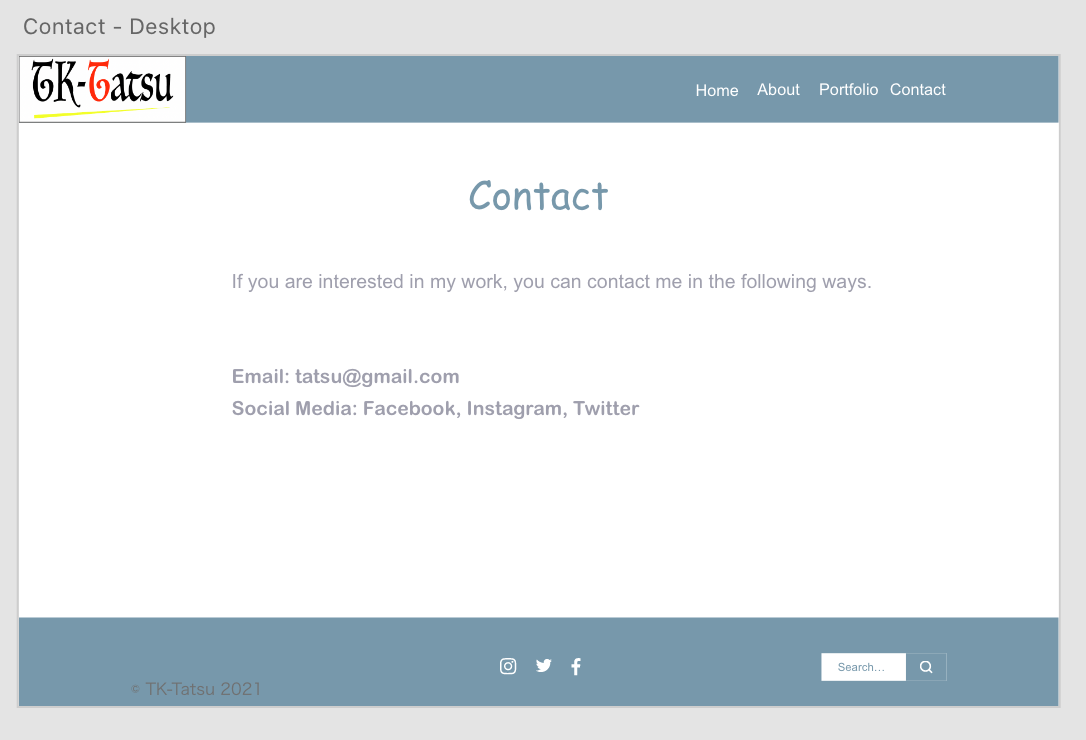 Contact - Desktop
TK-Tatsu
Home About Portfolio Contact
Contact
If you are interested in my work, you can contact me in the following ways.
Email: tatsu@gmail.com
Social Media: Facebook, Instagram, Twitter
Search...
© TK-Tatsu 2021